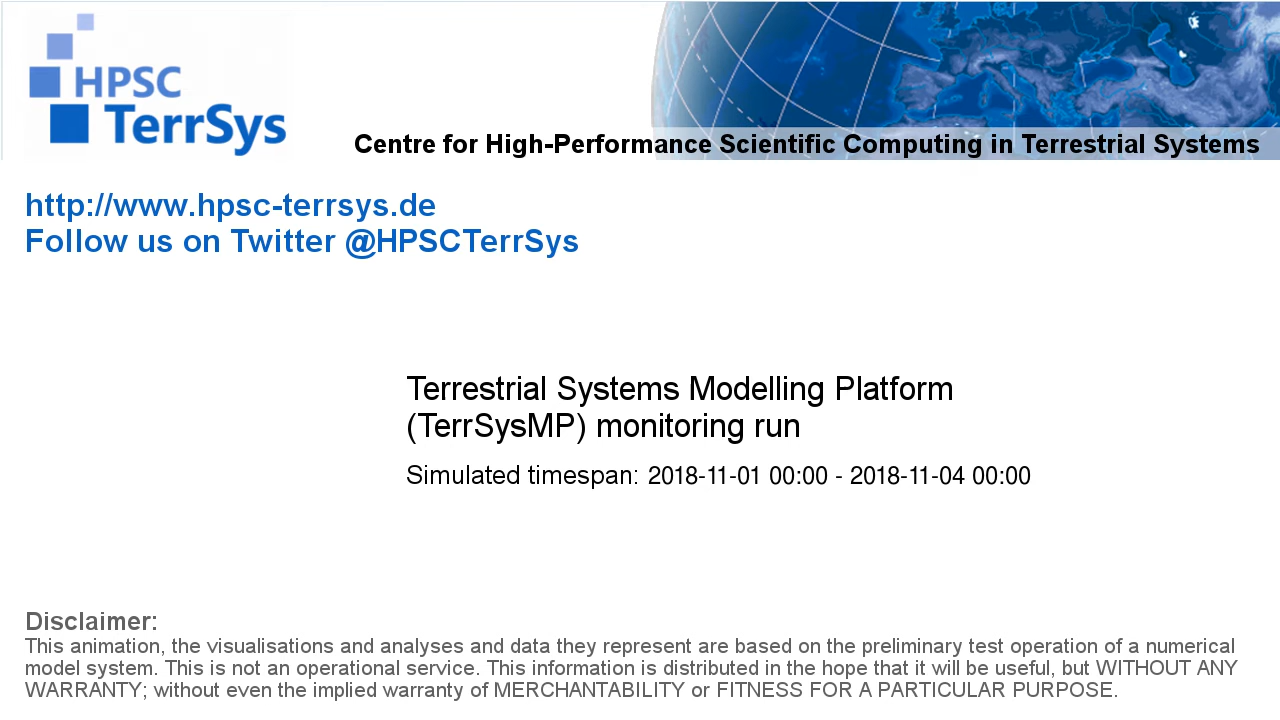 HPSC
TerrSys
Centre for High-Performance Scientific Computing in Terrestrial Systems
http://www.hpsc-terrsys.de
Follow us on Twitter @HPSCTerrSys
Terrestrial Systems Modelling Platform
(TerrSysMP) monitoring run
Simulated timespan: 2018-11-01 00:00 - 2018-11-04 00:00
Disclaimer:
This animation, the visualisations and analyses and data they represent are based on the preliminary test operation of a numerical
model system. This is not an operational service. This information is distributed in the hope that it will be useful, but WITHOUT ANY
WARRANTY; without even the implied warranty of MERCHANTABILITY or FITNESS FOR A PARTICULAR PURPOSE.